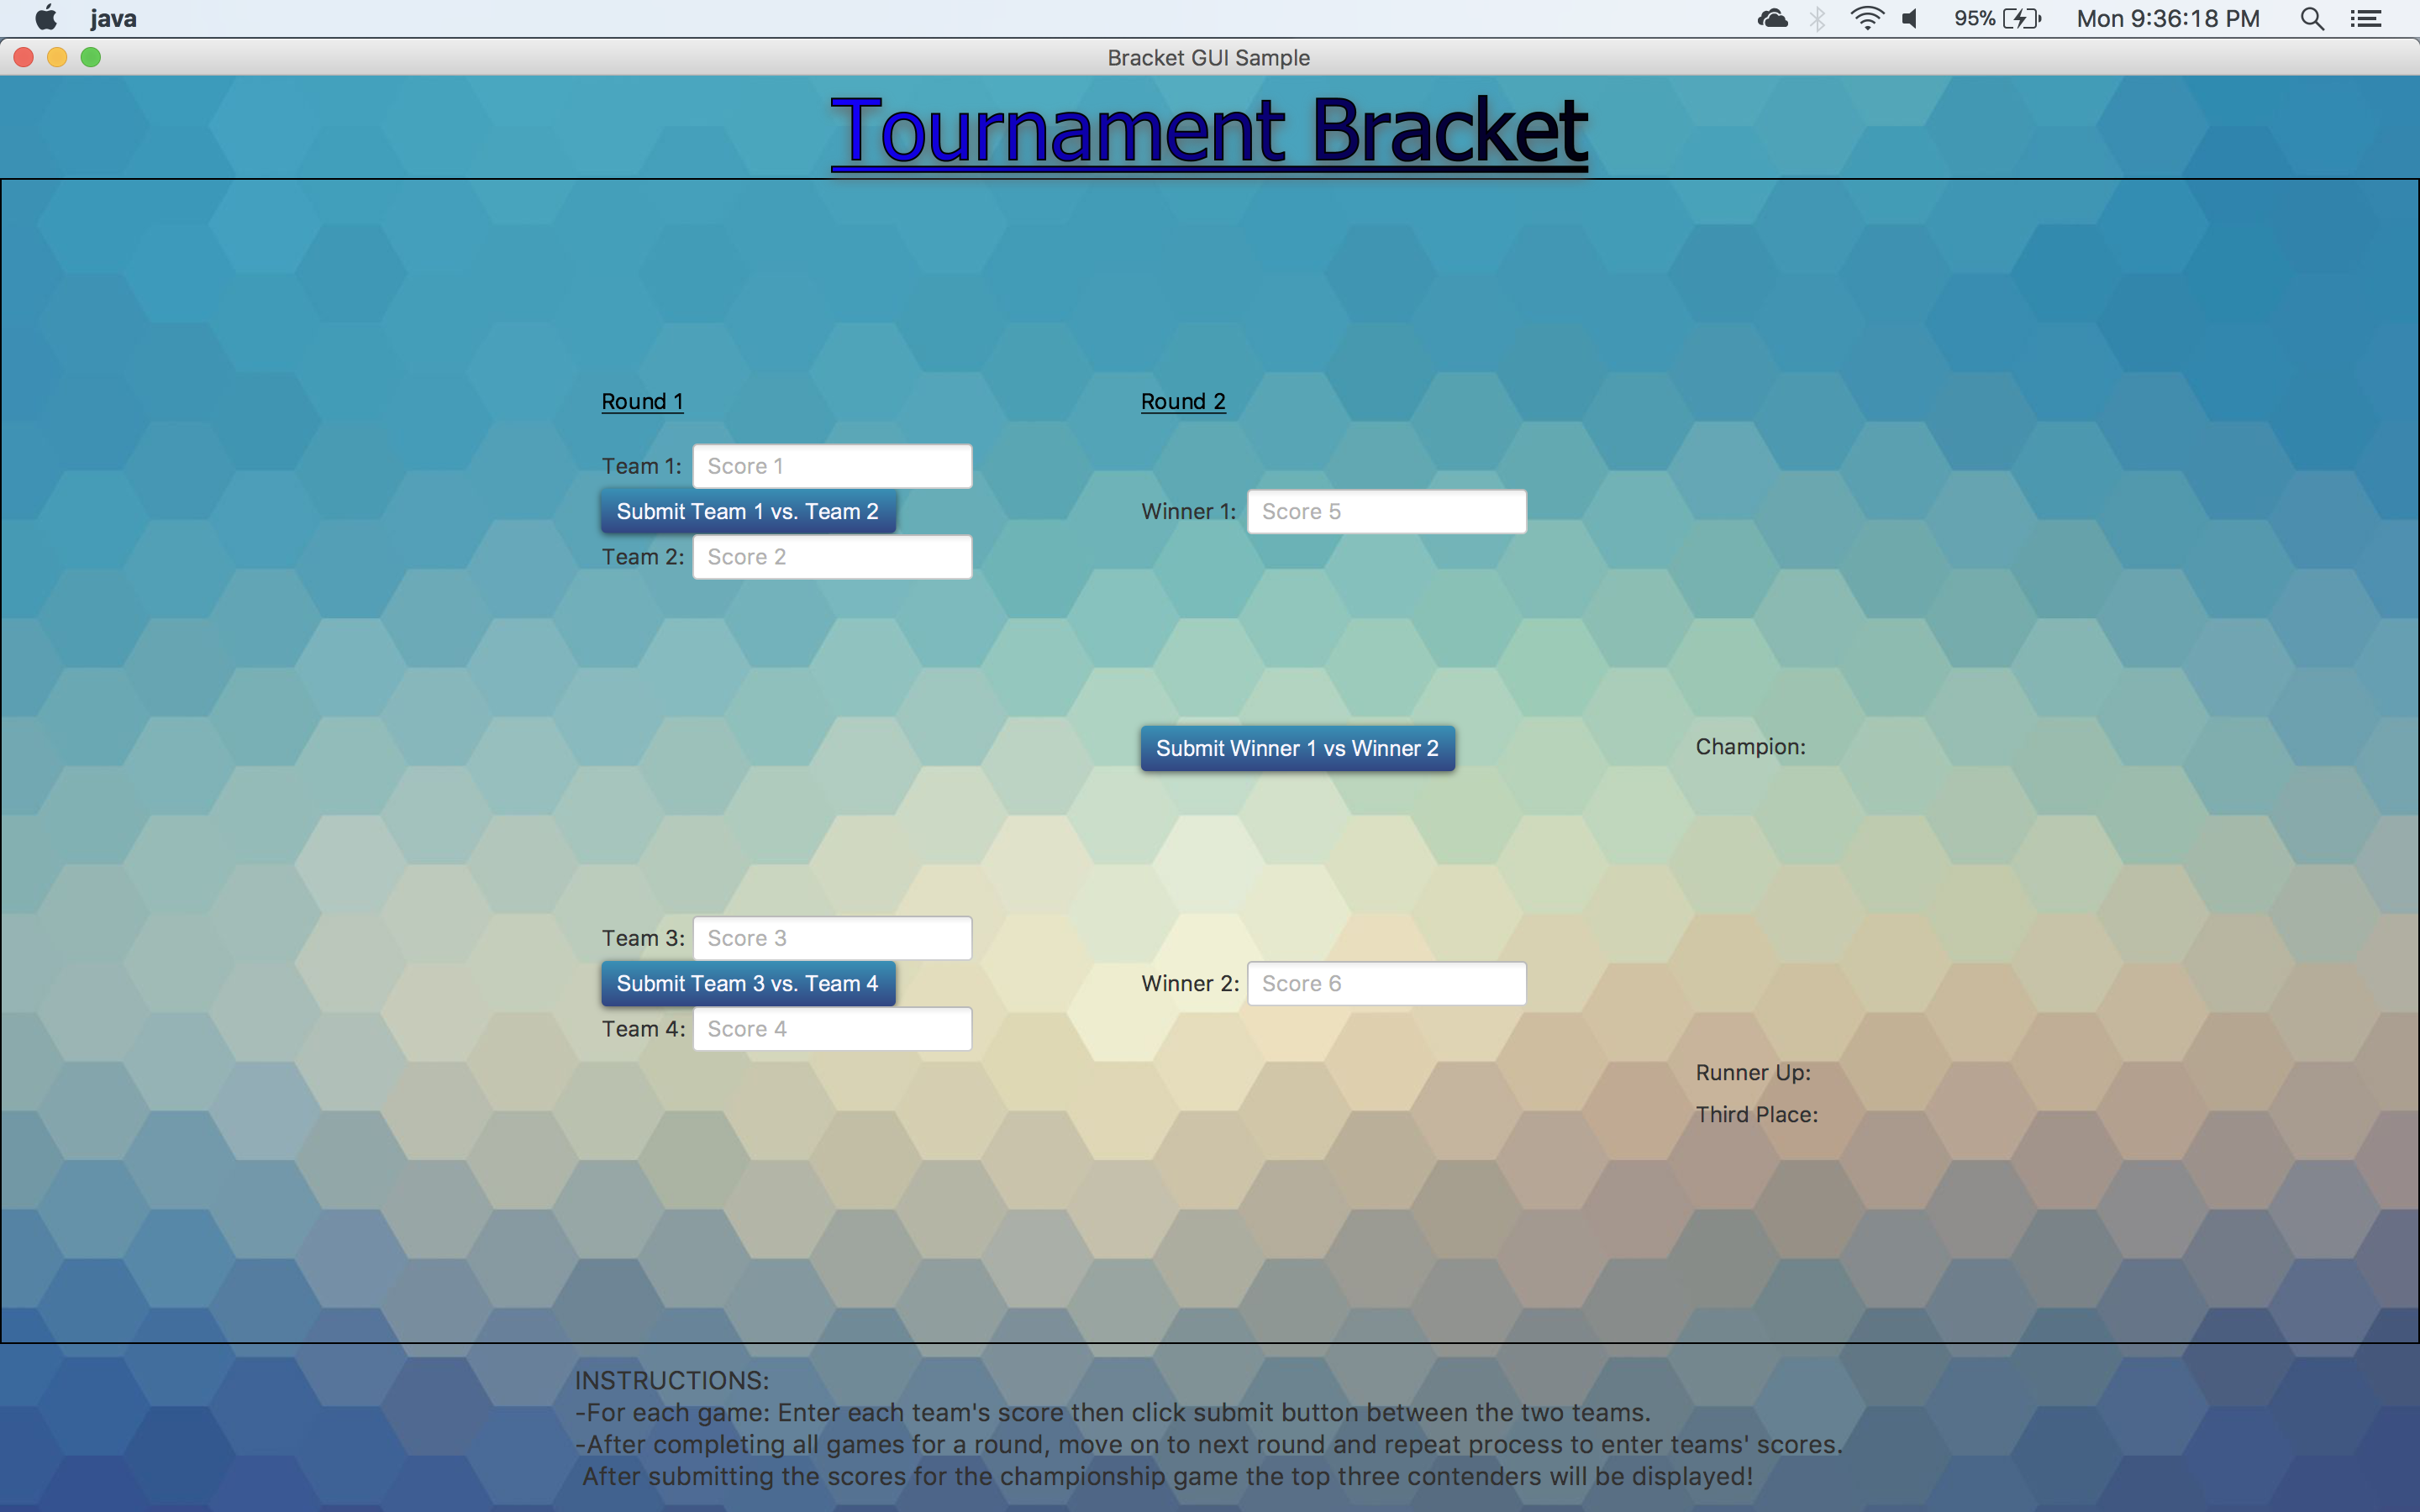 java
95%
Mon 9:36:18 PM
Bracket GUI Sample
Tournament Bracket
Round 1
Round 2
Team 1: Score 1
Submit Team 1 vs. Team 2
Winner 1: Score 5
Team 2: Score 2
Submit Winner 1 vs Winner 2
Champion:
Team 3: Score 3
Submit Team 3 vs. Team 4
Winner 2: Score 6
Team 4: Score 4
Runner Up:
Third Place:
INSTRUCTIONS:
-For each game: Enter each team's score then click submit button between the two teams.
-After completing all games for a round, move on to next round and repeat process to enter teams' scores.
After submitting the scores for the championship game the top three contenders will be displayed!